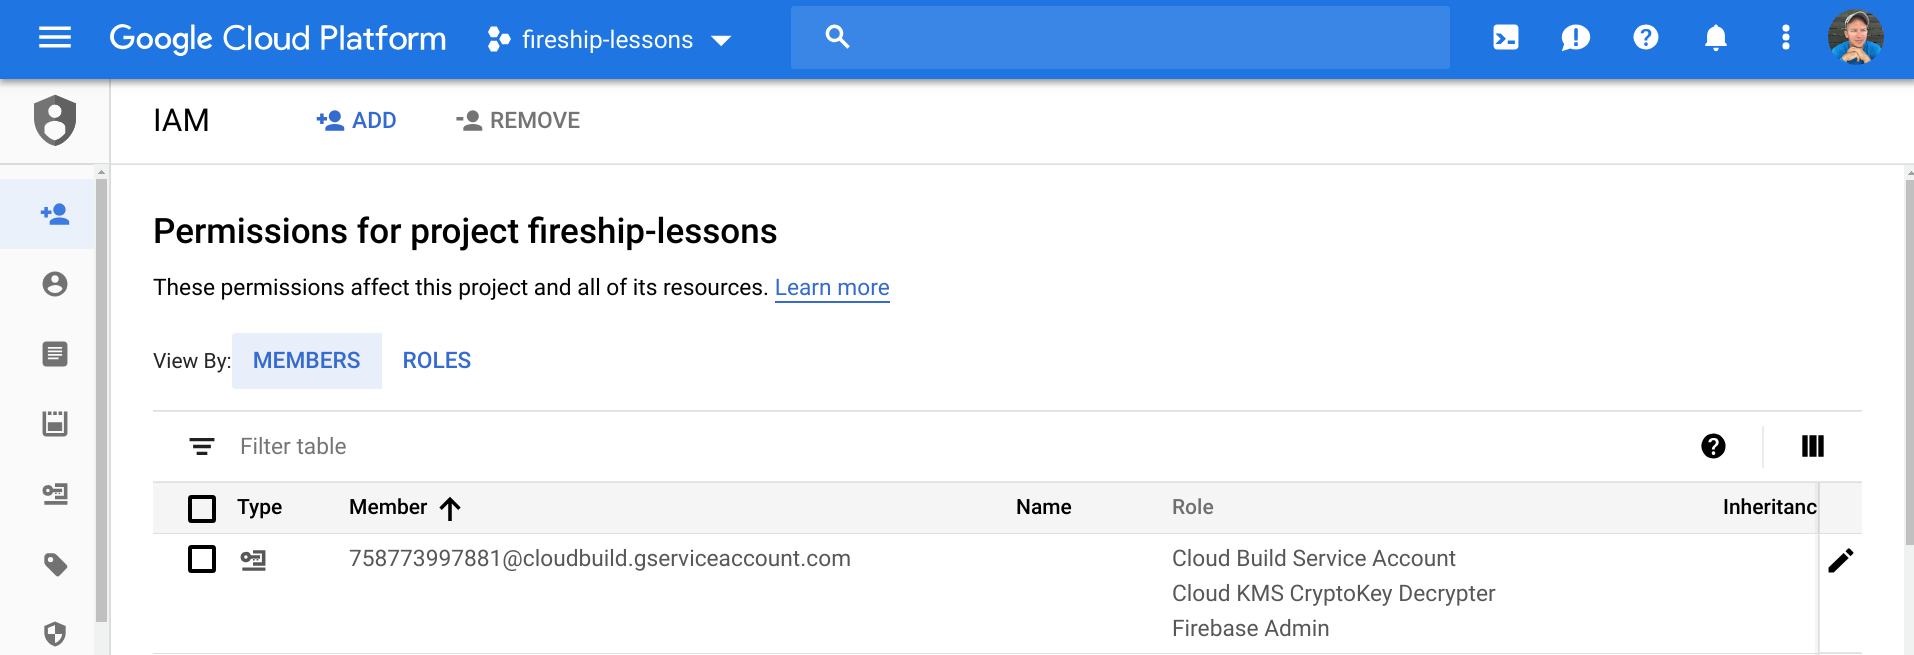 Google Cloud Platform fireship-lessons
IAM ADD REMOVE
Permissions for project fireship-lessons
These permissions affect this project and all of its resources. Learn more
View By: MEMBERS ROLES
Filter table
Type Member Name Role Inheritanc
758773997881@cloudbuild.gserviceaccount.com Cloud Build Service Account
Cloud KMS CryptoKey Decrypter
Firebase Admin